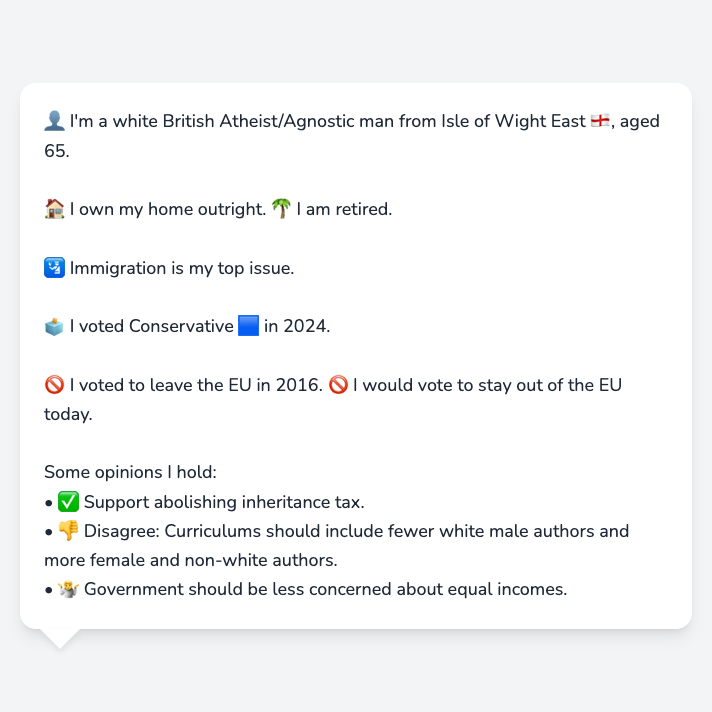 👤 I'm a white British Atheist/Agnostic man from Isle of Wight East 🏴󠁧󠁢󠁥󠁮󠁧󠁿, aged
65.
🏠 I own my home outright. 🌴 I am retired.
🛂 Immigration is my top issue.
🗳️ I voted Conservative 🟦 in 2024.
🚫 I voted to leave the EU in 2016. 🚫 I would vote to stay out of the EU
today.
Some opinions I hold:
• ✅ Support abolishing inheritance tax.
• 👎 Disagree: Curriculums should include fewer white male authors and
more female and non-white authors.
• 🤷 Government should be less concerned about equal incomes.